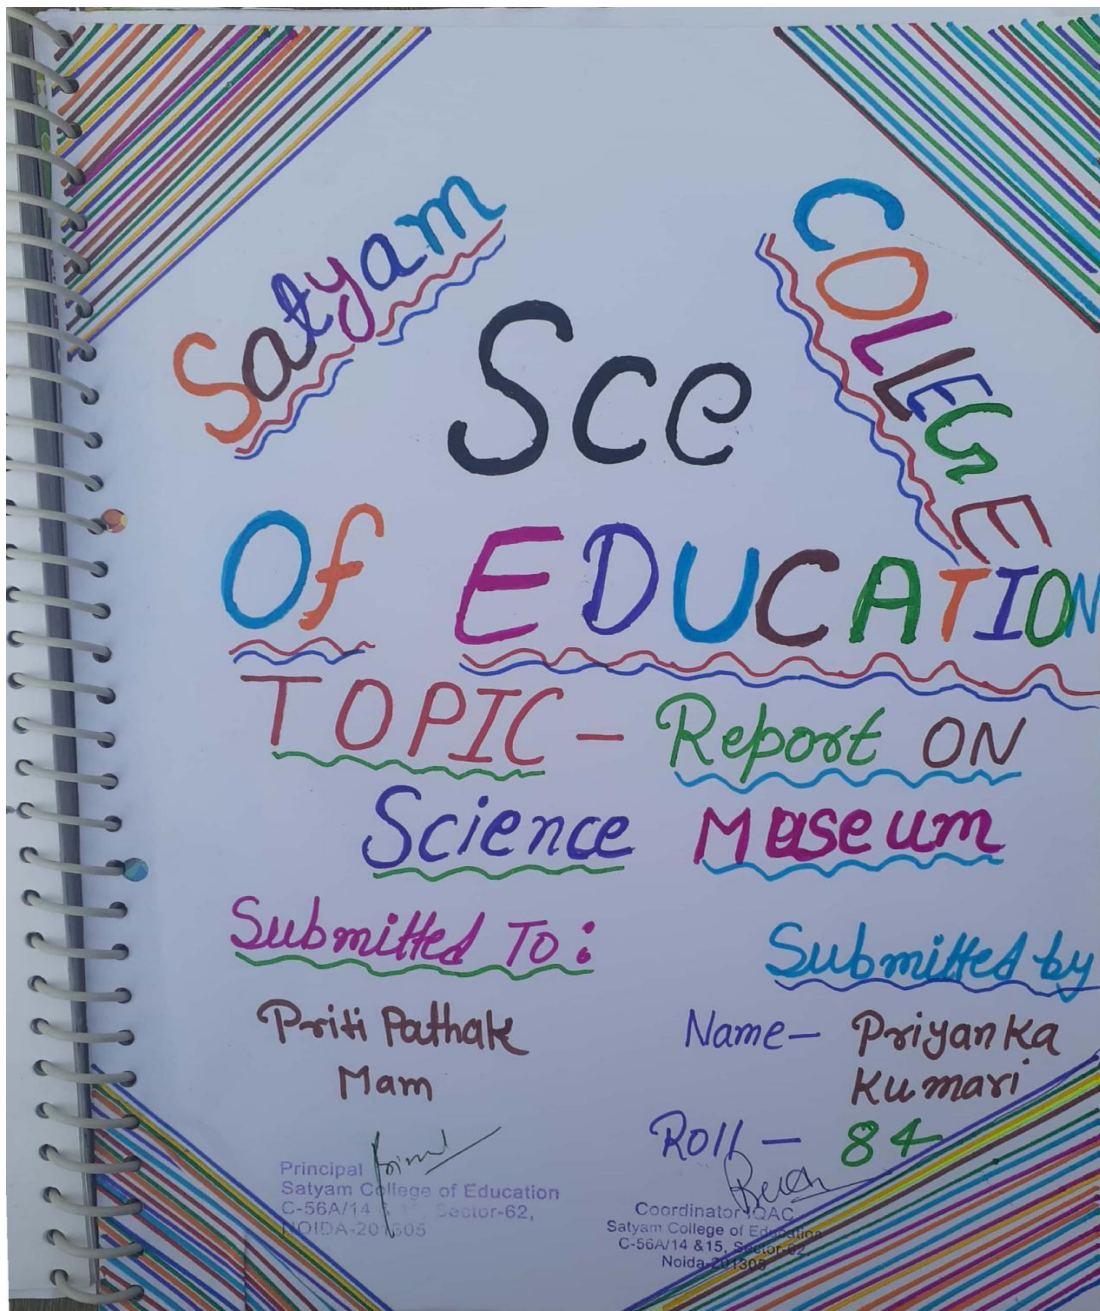 Satyam
COLLEGE
Sce
Of EDUCATION
TOPIC - Report ON
Science Museum
Submitted To:
Submitted by
Priti Pathak
Mam
Name - Priyanka
Kumari
Roll - 84
Principal
Satyam College of Education
C-56A/14 & 15, Sector-62,
NOIDA-201305
Coordinator IQAC
Satyam College of Education
C-56A/14 &15, Sector-62,
Noida-201305